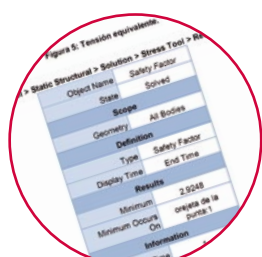 Figura 5: Tensión equivalente.
> Static Structural > Solution > Stress Tool >
Object Name Safety Factor
State Solved
Scope
Geometry All Bodies
Definition
Type Safety Factor
Display Time End Time
Results
Minimum 2.9248
Minimum Occurs On orejeta de la punta:1
Information